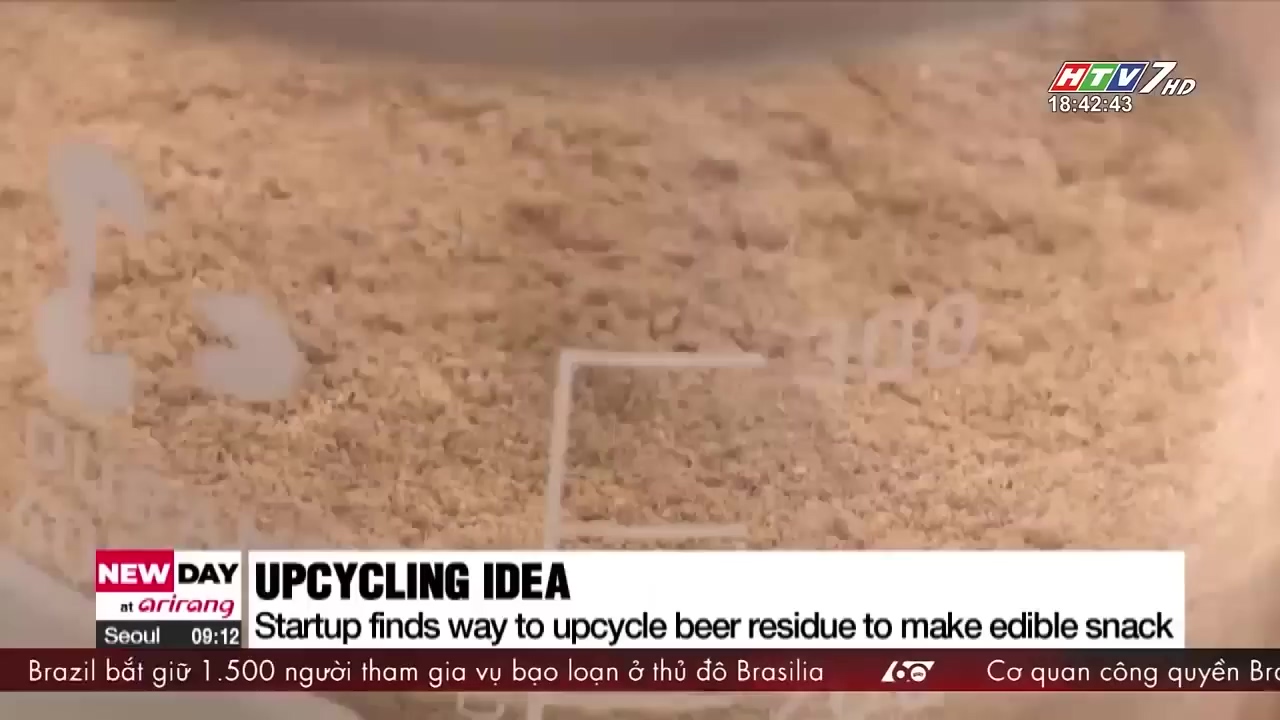 HTV7 HD
18:42:43
NEW DAY
at arirang
Seoul 09:12
UPCYCLING IDEA
Startup finds way to upcycle beer residue to make edible snack
Brazil bắt giữ 1.500 người tham gia vụ bạo loạn ở thủ đô Brasilia
Cơ quan công quyền